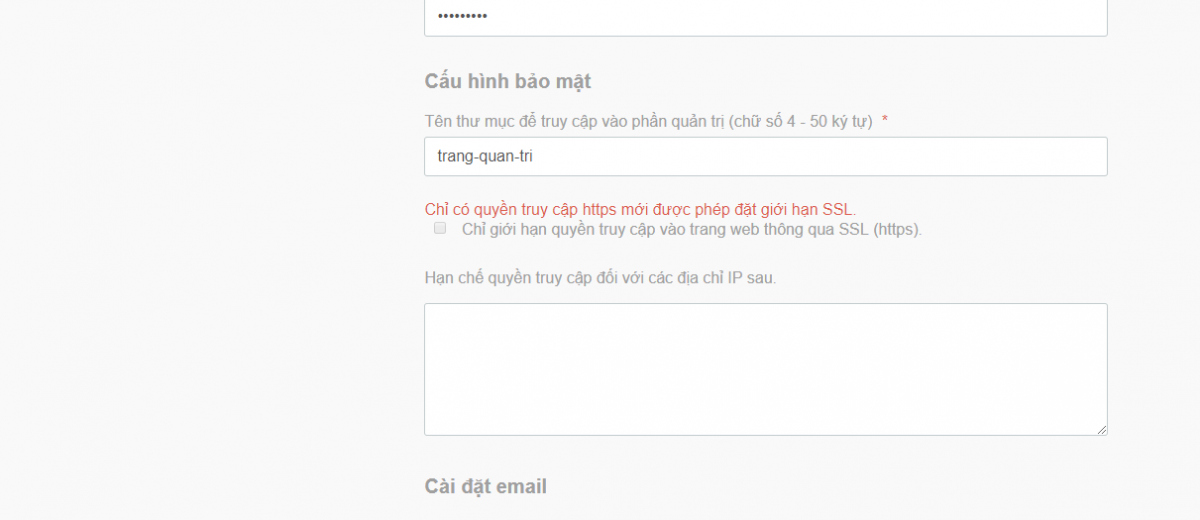 •••••••••
Cấu hình bảo mật
Tên thư mục để truy cập vào phần quản trị (chữ số 4 - 50 ký tự) *
trang-quan-tri
Chỉ có quyền truy cập https mới được phép đặt giới hạn SSL.
Chỉ giới hạn quyền truy cập vào trang web thông qua SSL (https).
Hạn chế quyền truy cập đối với các địa chỉ IP sau.
Cài đặt email